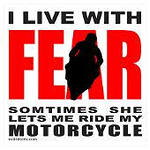 I LIVE WITH
FEAR
SOMTIMES SHE
LETS ME RIDE MY
MOTORCYCLE